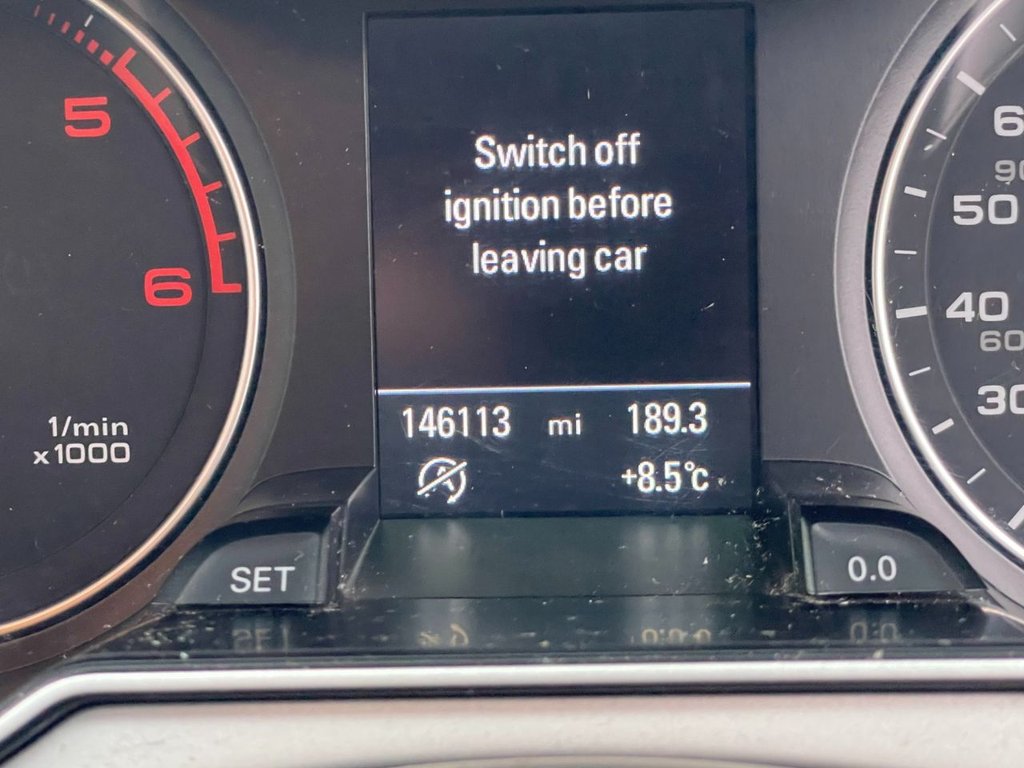 5
6
1/min
x1000
Switch off
ignition before
leaving car
146113 mi 189.3
+8.5°c
SET
0.0
50
40
60